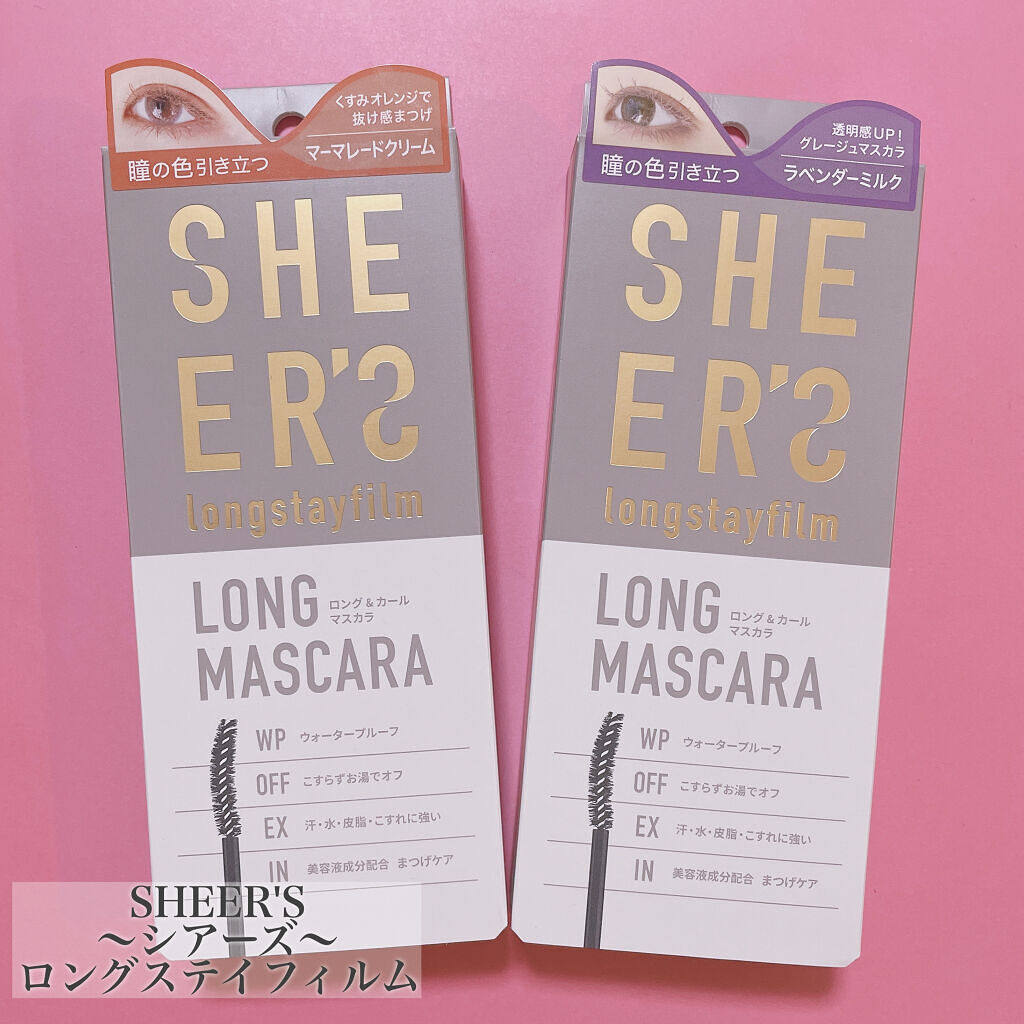 くすみオレンジで
抜け感まつげ
マーマレードクリーム
瞳の色引き立つ
SHE
ER'S
longstayfilm
LONG
ロング&カール
マスカラ
MASCARA
WP ウォータープルーフ
OFF こすらずお湯でオフ
EX 汗・水・皮脂・こすれに強い
IN 美容液成分配合 まつげケア
透明感UP!
グレージュマスカラ
ラベンダーミルク
瞳の色引き立つ
SHE
ER'S
longstayfilm
LONG
ロング&カール
マスカラ
MASCARA
WP ウォータープルーフ
OFF こすらずお湯でオフ
EX 汗・水・皮脂・こすれに強い
IN 美容液成分配合 まつげケア
SHEER'S
〜シアーズ〜
ロングステイフィルム